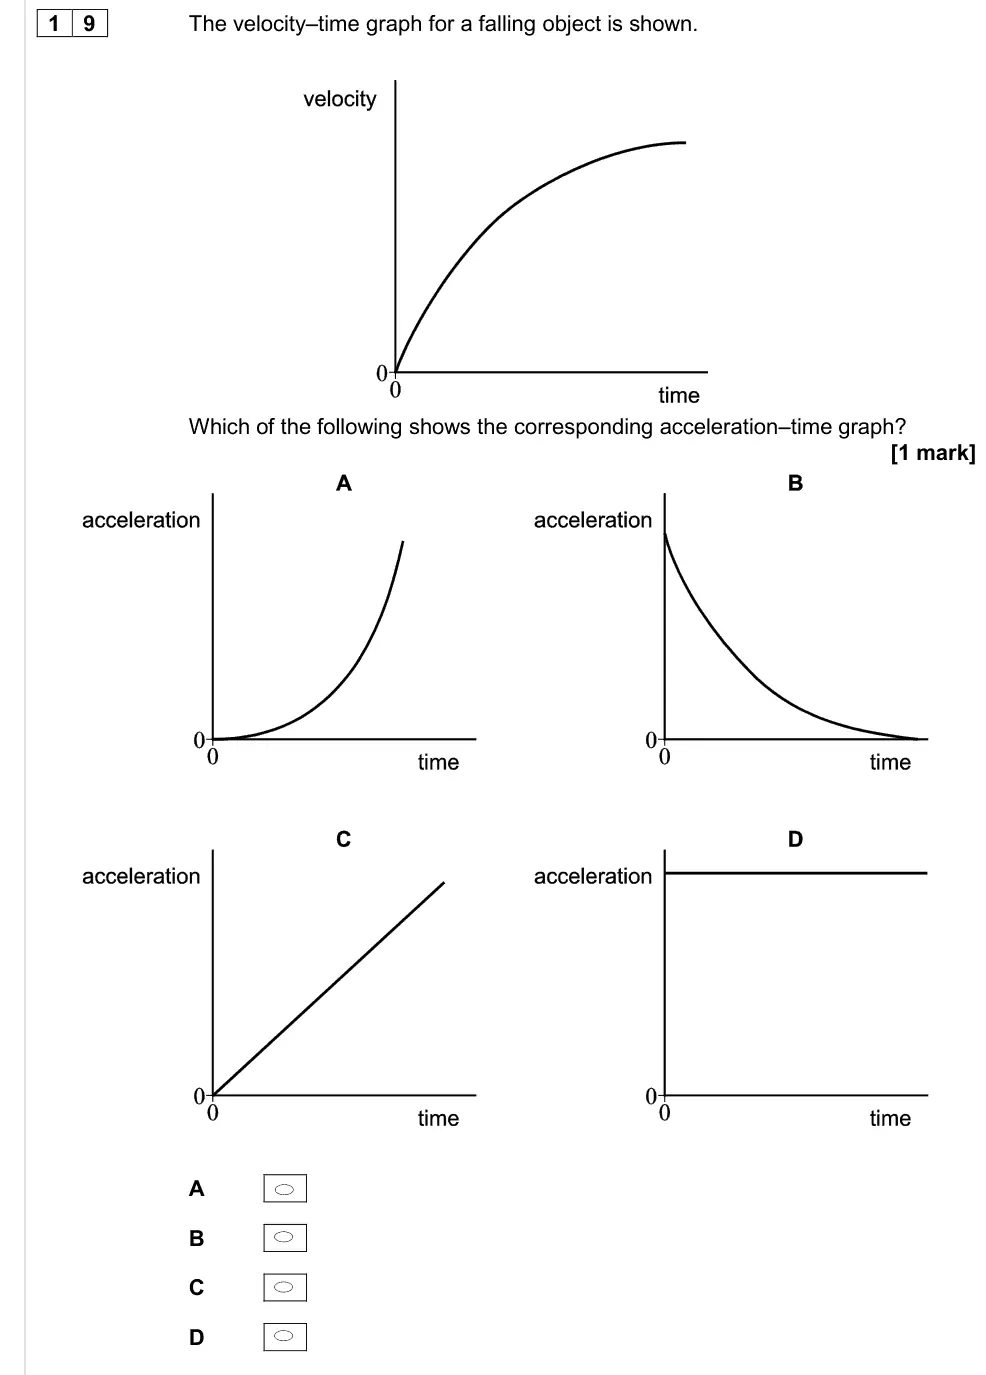 1 9 The velocity–time graph for a falling object is shown.
velocity
0
0
time
Which of the following shows the corresponding acceleration–time graph?
[1 mark]
A B
acceleration acceleration
0 0
0 0
time time
C D
acceleration acceleration
0 0
0 0
time time
A
B
C
D